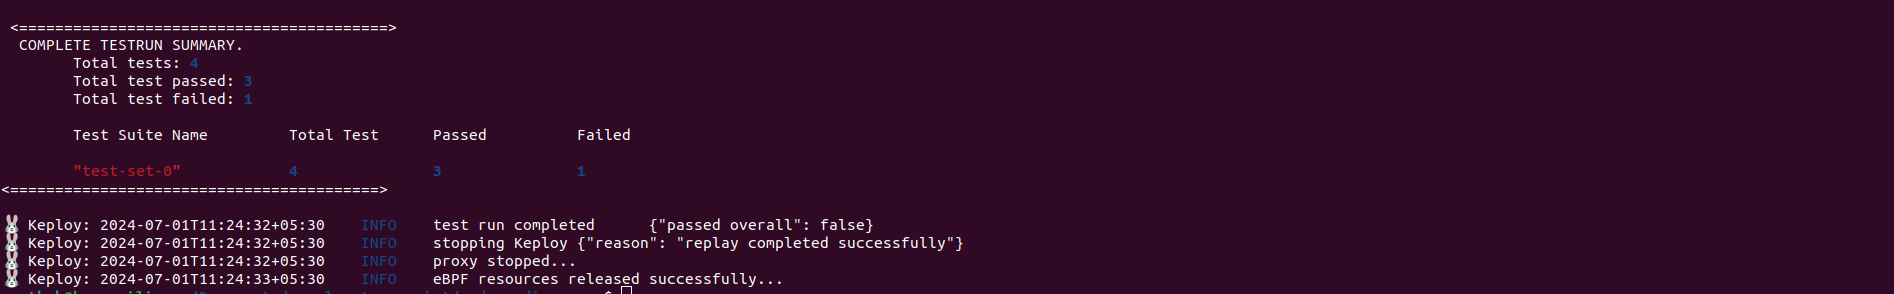 <=========================================>
COMPLETE TESTRUN SUMMARY.
Total tests: 4
Total test passed: 3
Total test failed: 1
Test Suite Name Total Test Passed Failed
"test-set-0" 4 3 1
<=========================================>
Keploy: 2024-07-01T11:24:32+05:30 INFO test run completed {"passed overall": false}
Keploy: 2024-07-01T11:24:32+05:30 INFO stopping Keploy {"reason": "replay completed successfully"}
Keploy: 2024-07-01T11:24:32+05:30 INFO proxy stopped...
Keploy: 2024-07-01T11:24:33+05:30 INFO eBPF resources released successfully...